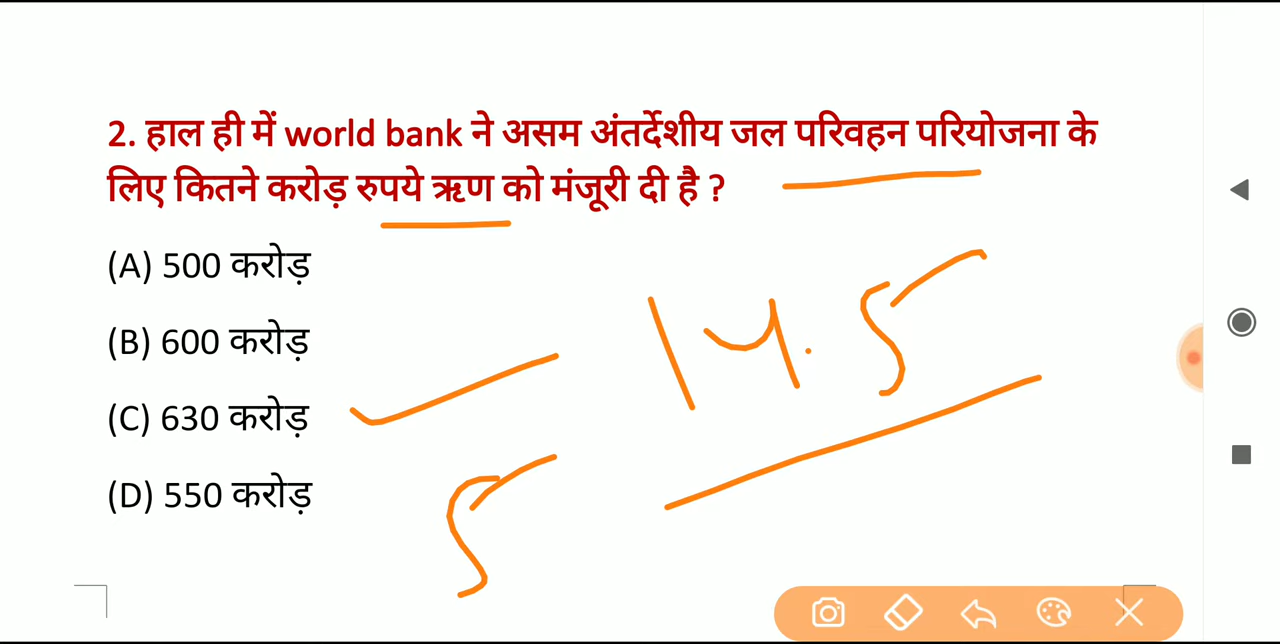 2. हाल ही में world bank ने असम अंतर्देशीय जल परिवहन परियोजना के
लिए कितने करोड़ रुपये ऋण को मंजूरी दी है ?
(A) 500 करोड़
(B) 600 करोड़
(C) 630 करोड़
(D) 550 करोड़
14.5
5